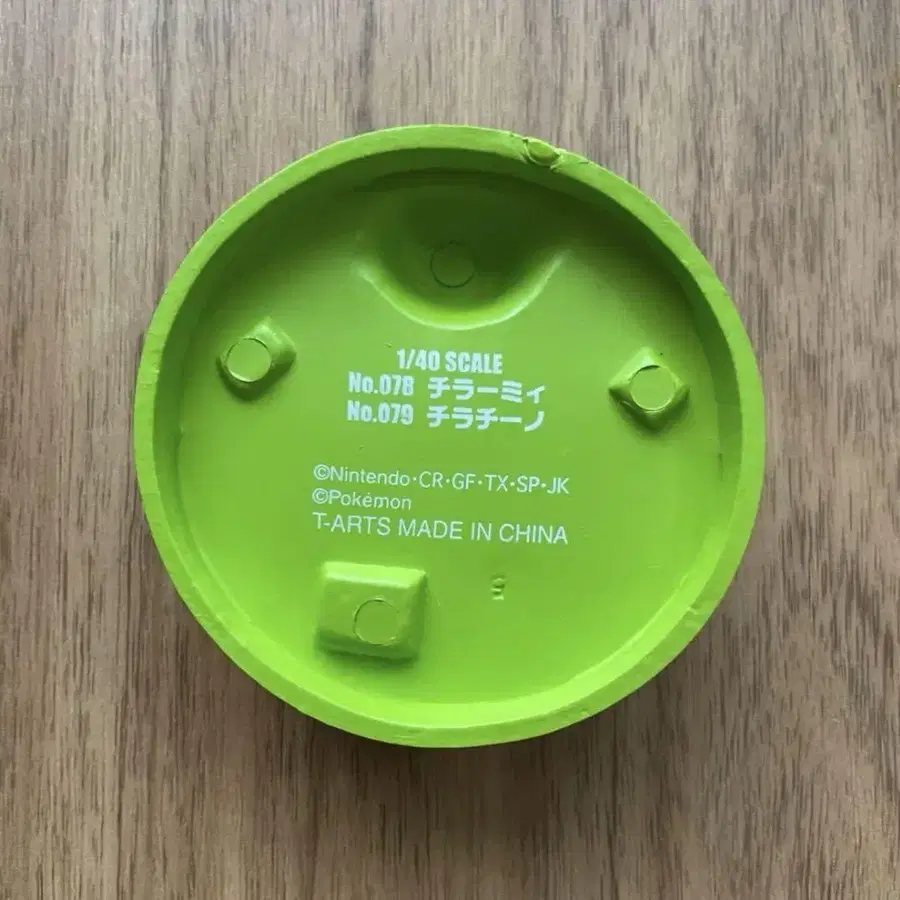 1/40 SCALE
No.078 チラーミィ
No.079 チラチーノ
©Nintendo・CR・GF・TX・SP・JK
©Pokémon
T-ARTS MADE IN CHINA